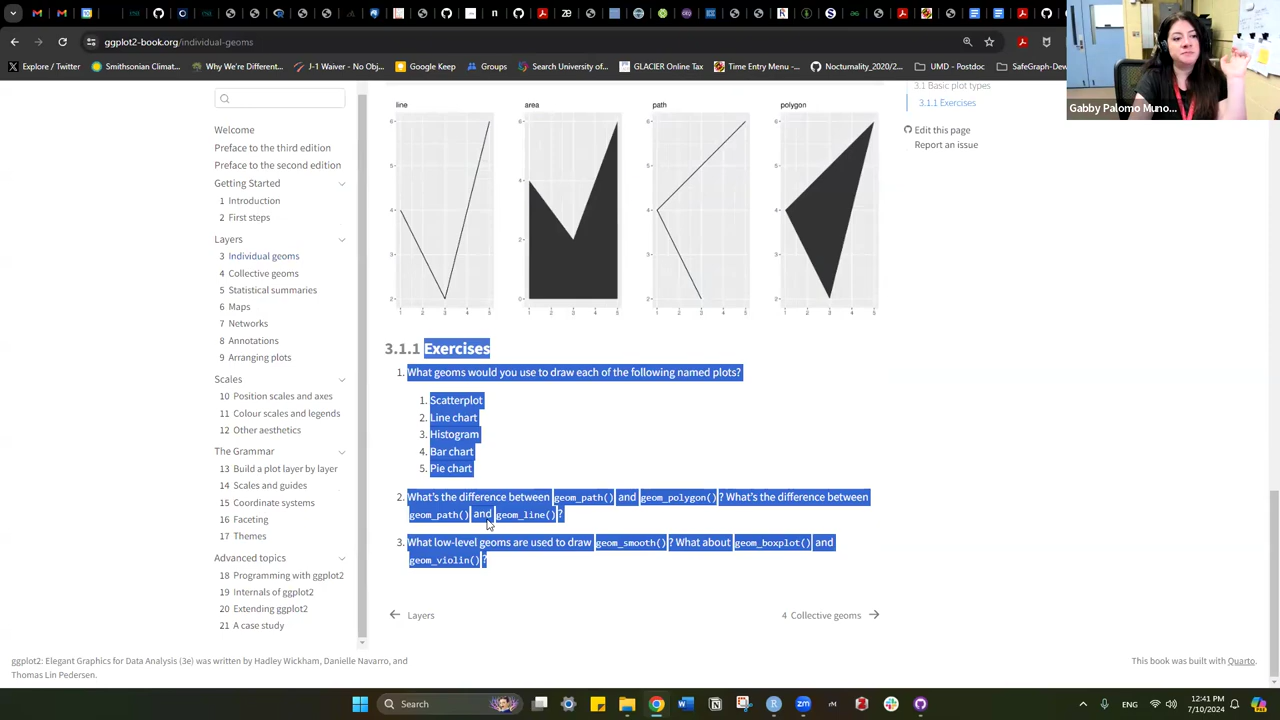 ggplot2-book.org/individual-geoms
Explore / Twitter
Smithsonian Climat...
Why We're Different...
J-1 Waiver - No Obj...
Google Keep
Search University of...
GLACIER Option Tax
Time Entry Menu - ...
Nocturnality_2020/2...
UMD - Postdoc
SafeGraph-Dewe
Gabby Palomo Muno...
Welcome
Preface to the third edition
Preface to the second edition
Getting Started
1 Introduction
2 First steps
Layers
3 Individual geoms
4 Collective geoms
5 Statistical summaries
6 Maps
7 Networks
8 Annotations
9 Arranging plots
Scales
10 Position scales and axes
11 Colour scales and legends
12 Other aesthetics
The Grammar
13 Build a plot layer by layer
14 Scales and guides
15 Coordinate systems
16 Faceting
17 Themes
Advanced topics
18 Programming with ggplot2
19 Internals of ggplot2
20 Extending ggplot2
21 A case study
line
area
path
polygon
3.1 Basic plot types
3.1.1 Exercises
Edit this page
Report an issue
3.1.1 Exercises
1. What geoms would you use to draw each of the following named plots?
1. Scatterplot
2. Line chart
3. Histogram
4. Bar chart
5. Pie chart
2. What's the difference between geom_path() and geom_polygon()? What's the difference between
geom_path() and geom_line()?
3. What low-level geoms are used to draw geom_smooth()? What about geom_boxplot() and
geom_violin()?
← Layers
4 Collective geoms →
ggplot2: Elegant Graphics for Data Analysis (3e) was written by Hadley Wickham, Danielle Navarro, and
Thomas Lin Pedersen.
This book was built with Quarto.
Search
12:41 PM
7/10/2024